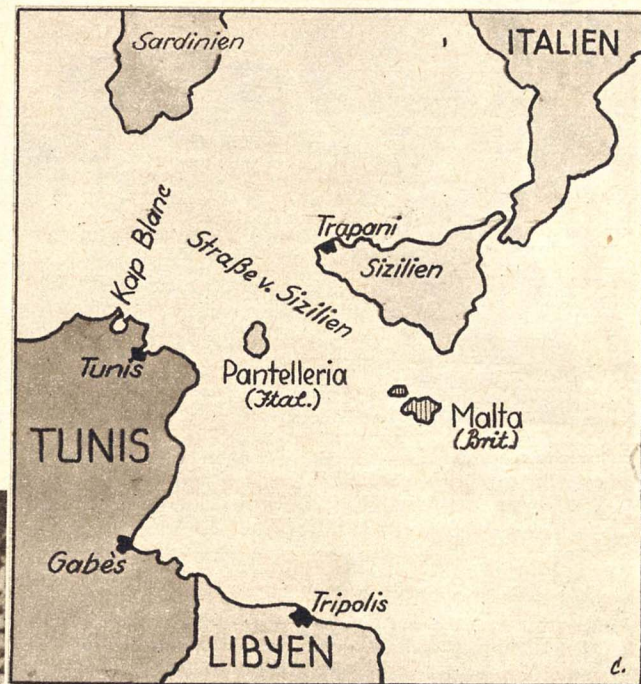 Sardinien
ITALIEN
Kap Blanc
Straße v. Sizilien
Trapani
Sizilien
Tunis
Pantelleria
(Ital.)
Malta
(Brit.)
TUNIS
Gabès
Tripolis
LIBYEN
C.